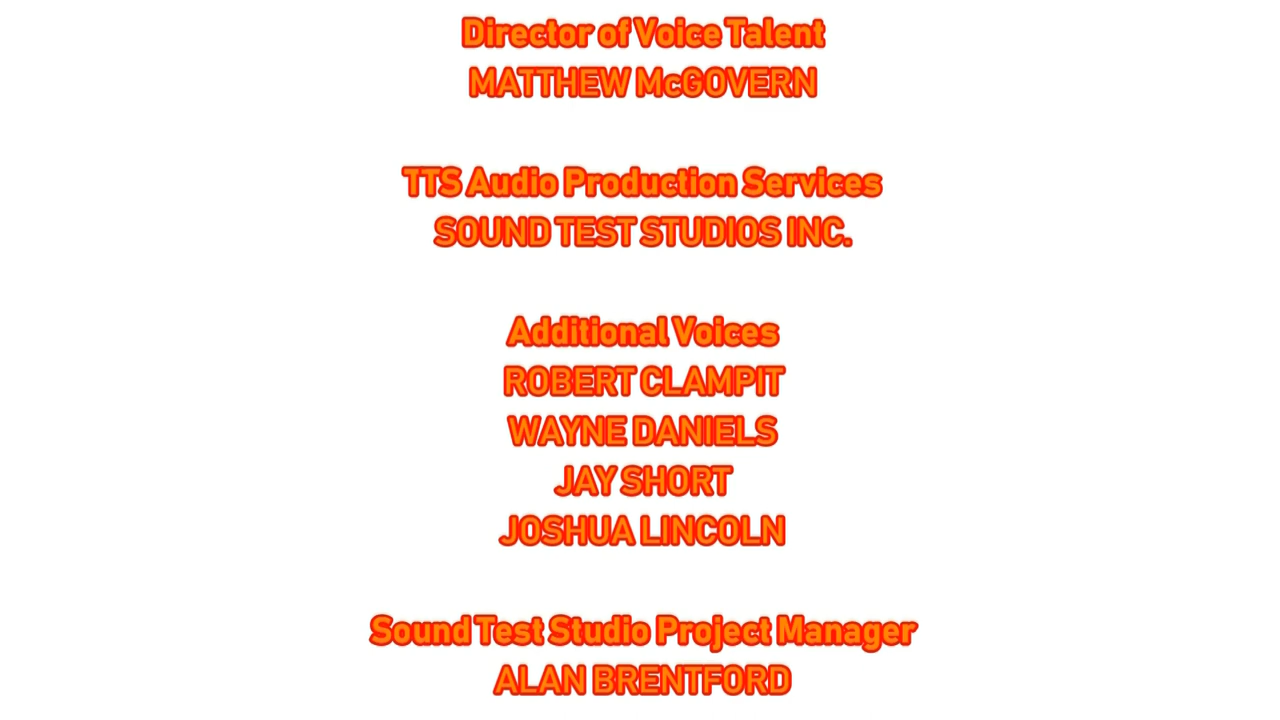 Director of Voice Talent
MATTHEW McGOVERN
TTS Audio Production Services
SOUND TEST STUDIOS INC.
Additional Voices
ROBERT CLAMPIT
WAYNE DANIELS
JAY SHORT
JOSHUA LINCOLN
Sound Test Studio Project Manager
ALAN BRENTFORD